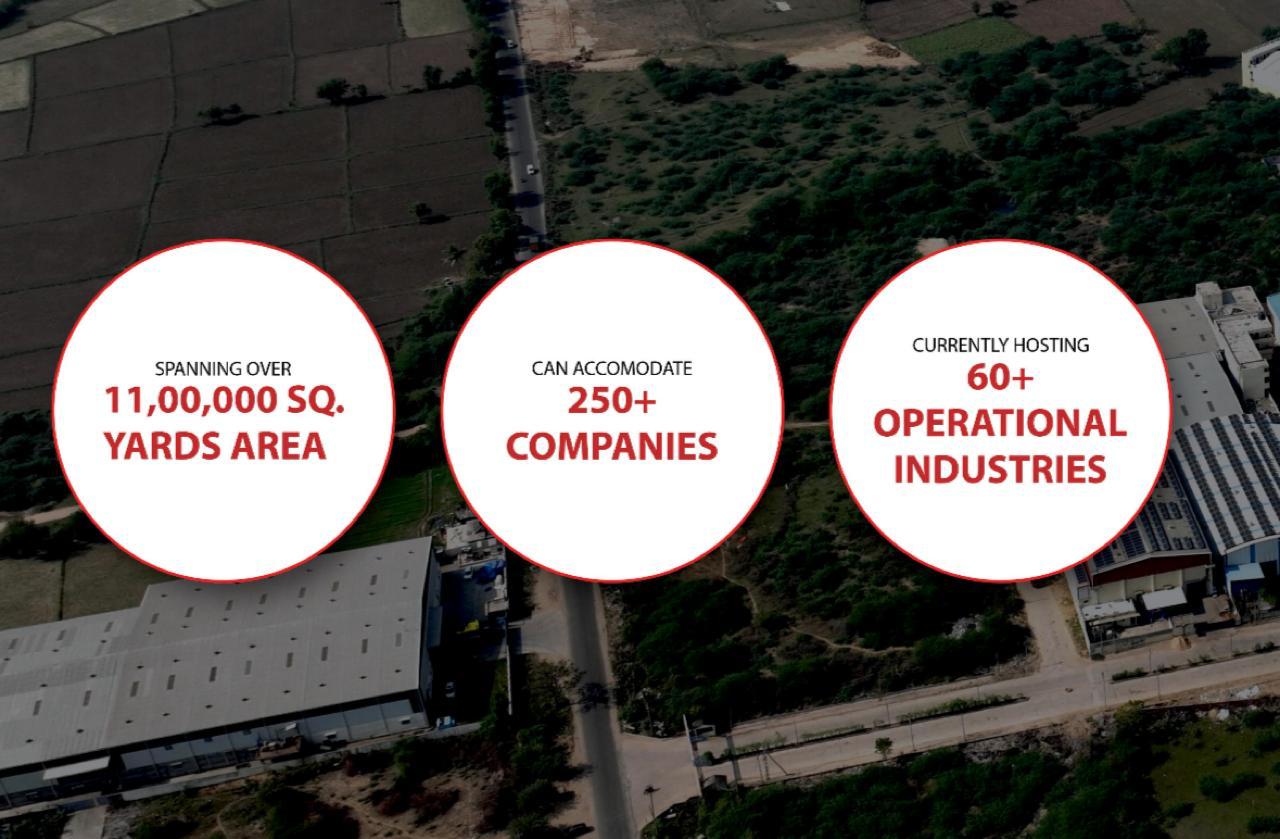 SPANNING OVER
11,00,000 SQ.
YARDS AREA
CAN ACCOMODATE
250+
COMPANIES
CURRENTLY HOSTING
60+
OPERATIONAL
INDUSTRIES